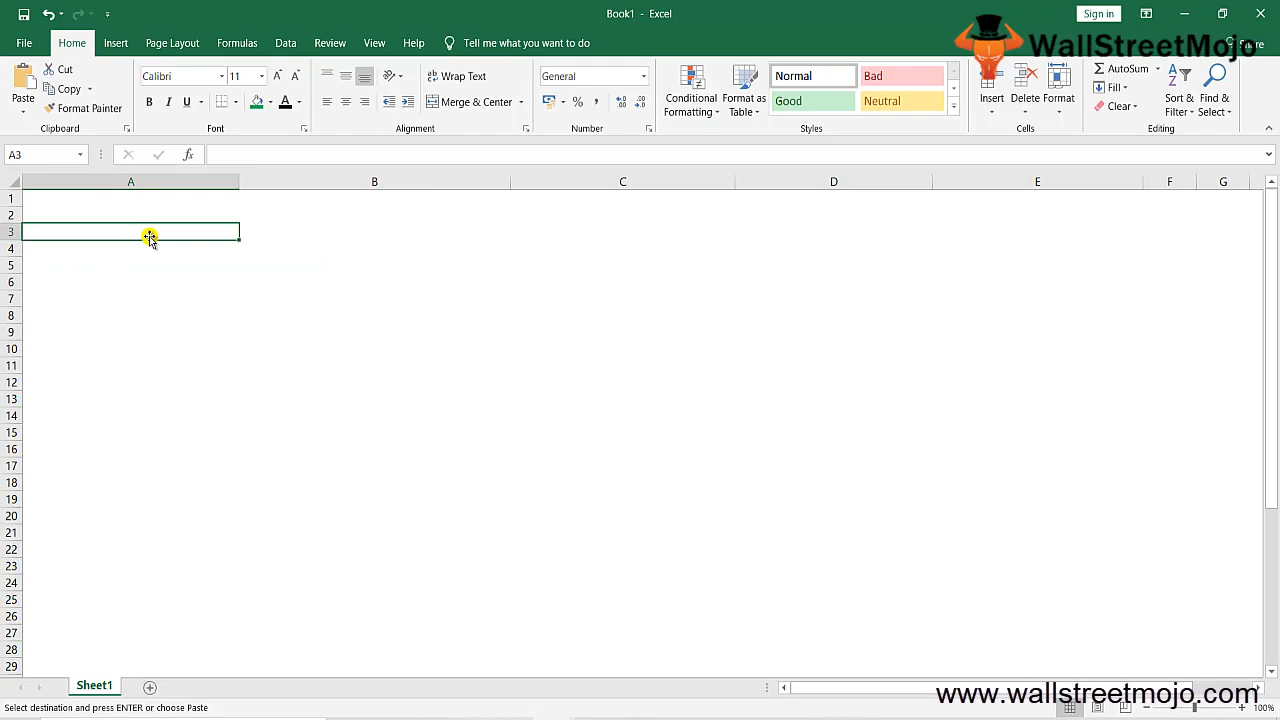 Book1 - Excel
Sign in
File
Home
Insert
Page Layout
Formulas
Data
Review
View
Help
Tell me what you want to do
Share
WallStreetMojo
Paste
Cut
Copy
Format Painter
Clipboard
Calibri
11
B I U
A
Font
Wrap Text
Merge & Center
Alignment
General
%
Number
Conditional
Formatting
Format as
Table
Normal
Bad
Good
Neutral
Styles
Insert
Delete
Format
Cells
AutoSum
Fill
Clear
Sort &
Filter
Find &
Select
Editing
A3
fx
A B C D E F G
1
2
3
4
5
6
7
8
9
10
11
12
13
14
15
16
17
18
19
20
21
22
23
24
25
26
27
28
29
Sheet1
Select destination and press ENTER or choose Paste
www.wallstreetmojo.com
100%